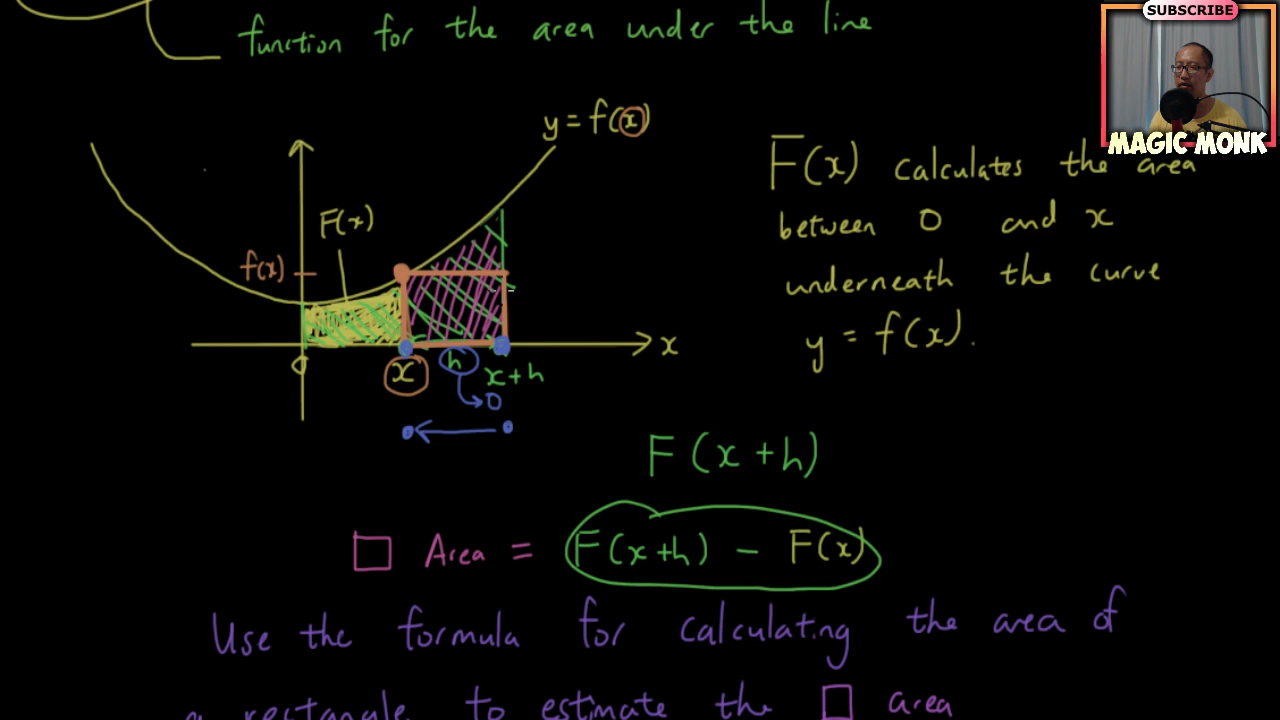 SUBSCRIBE
MAGIC MONK
function for the area under the line
y = f(x)
F(x)
f(x)
F(x) calculates the area
between 0 and x
underneath the curve
y = f(x).
x
0
x
h
x+h
0
F(x+h)
□ Area = F(x+h) - F(x)
Use the formula for calculating the area of
a rectangle to estimate the □ area